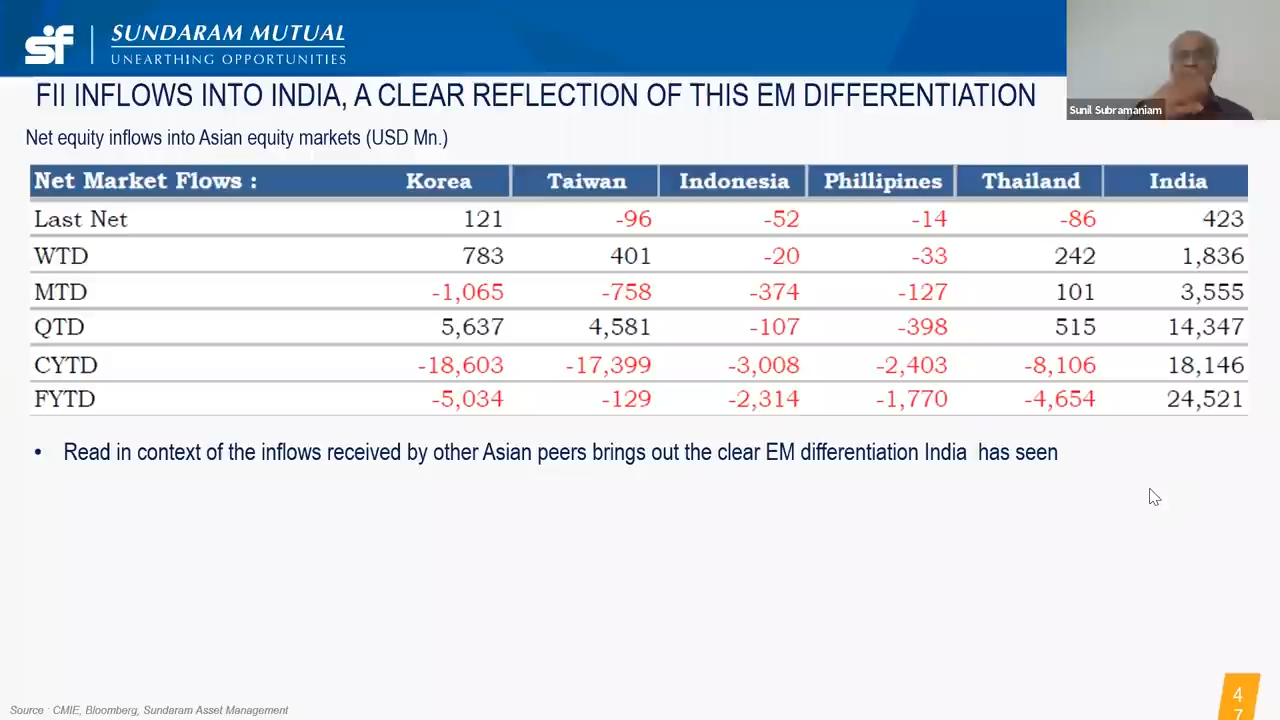 sf
SUNDARAM MUTUAL
UNEARTHING OPPORTUNITIES
Sunil Subramaniam
FII INFLOWS INTO INDIA, A CLEAR REFLECTION OF THIS EM DIFFERENTIATION
Net equity inflows into Asian equity markets (USD Mn.)
Net Market Flows : Korea Taiwan Indonesia Phillipines Thailand India
Last Net 121 -96 -52 -14 -86 423
WTD 783 401 -20 -33 242 1,836
MTD -1,065 -758 -374 -127 101 3,555
QTD 5,637 4,581 -107 -398 515 14,347
CYTD -18,603 -17,399 -3,008 -2,403 -8,106 18,146
FYTD -5,034 -129 -2,314 -1,770 -4,654 24,521
• Read in context of the inflows received by other Asian peers brings out the clear EM differentiation India has seen
Source : CMIE, Bloomberg, Sundaram Asset Management
4
7